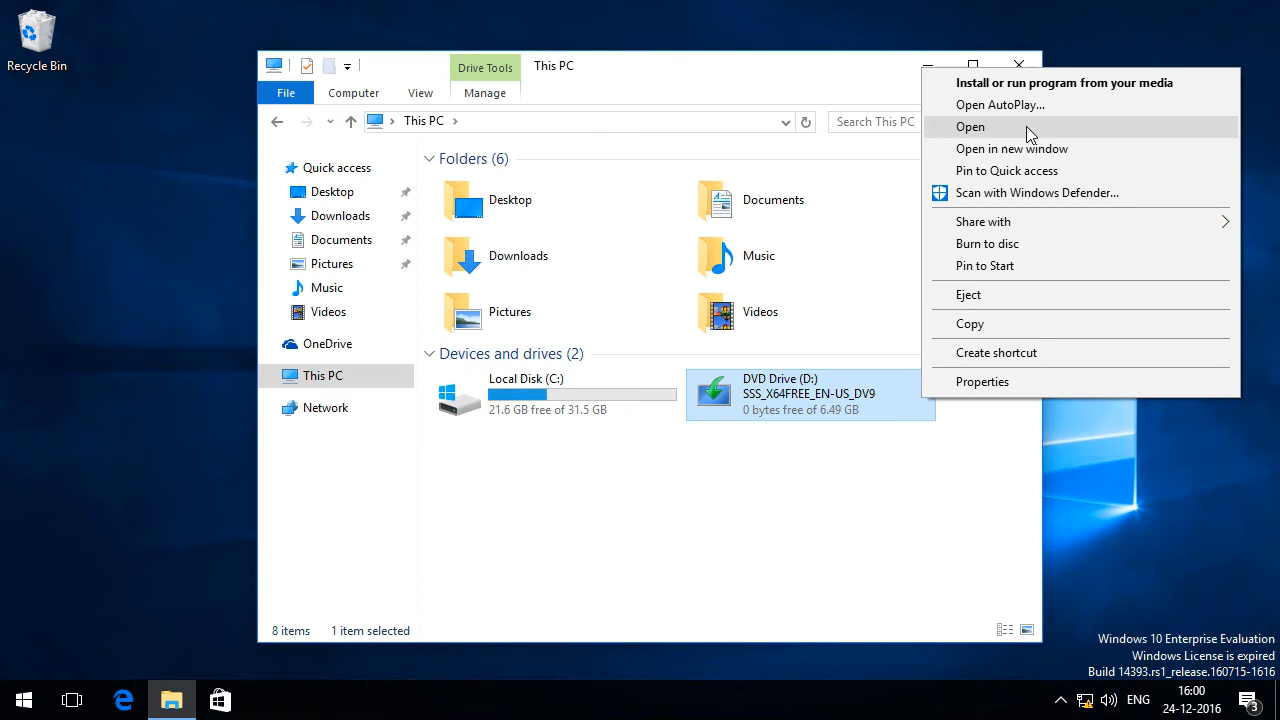 Recycle Bin
Drive Tools
This PC
File
Computer
View
Manage
This PC
Search This PC
Quick access
Desktop
Downloads
Documents
Pictures
Music
Videos
OneDrive
This PC
Network
Folders (6)
Desktop
Documents
Downloads
Music
Pictures
Videos
Devices and drives (2)
Local Disk (C:)
21.6 GB free of 31.5 GB
DVD Drive (D:)
SSS_X64FREE_EN-US_DV9
0 bytes free of 6.49 GB
Install or run program from your media
Open AutoPlay...
Open
Open in new window
Pin to Quick access
Scan with Windows Defender...
Share with
Burn to disc
Pin to Start
Eject
Copy
Create shortcut
Properties
8 items
1 item selected
Windows 10 Enterprise Evaluation
Windows License is expired
Build 14393.rs1_release.160715-1616
ENG
16:00
24-12-2016
3